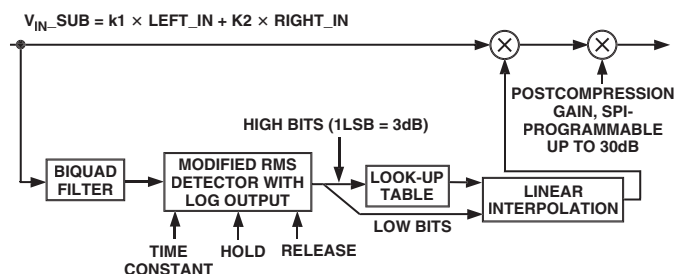 V_IN_SUB = k1 × LEFT_IN + K2 × RIGHT_IN
POSTCOMPRESSION
GAIN, SPI-
PROGRAMMABLE
UP TO 30dB
HIGH BITS (1LSB = 3dB)
BIQUAD
FILTER
MODIFIED RMS
DETECTOR WITH
LOG OUTPUT
LOOK-UP
TABLE
LINEAR
INTERPOLATION
LOW BITS
TIME
CONSTANT
HOLD
RELEASE